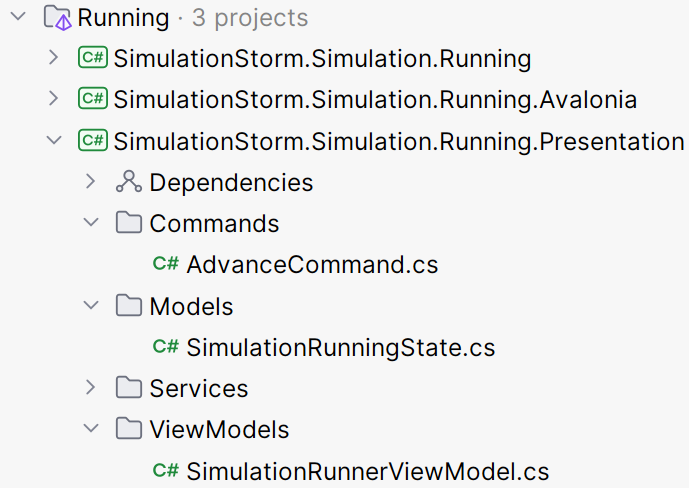 Running · 3 projects
C# SimulationStorm.Simulation.Running
C# SimulationStorm.Simulation.Running.Avalonia
C# SimulationStorm.Simulation.Running.Presentation
Dependencies
Commands
C# AdvanceCommand.cs
Models
C# SimulationRunningState.cs
Services
ViewModels
C# SimulationRunnerViewModel.cs